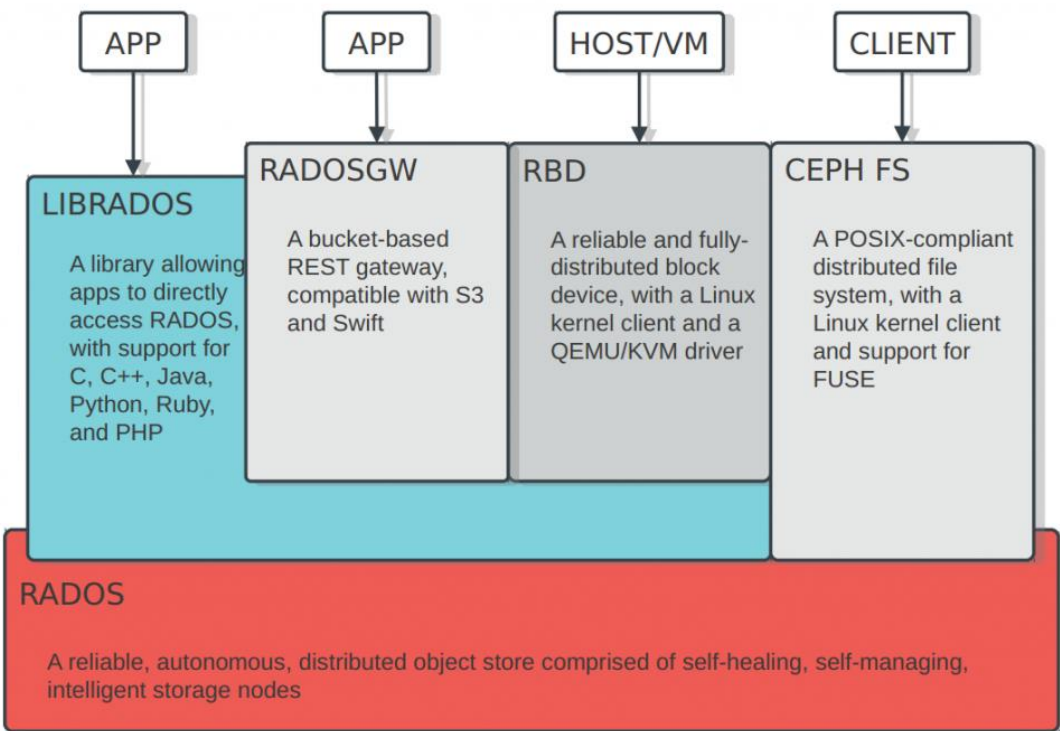 APP
APP
HOST/VM
CLIENT
LIBRADOS
A library allowing
apps to directly
access RADOS,
with support for
C, C++, Java,
Python, Ruby,
and PHP
RADOSGW
A bucket-based
REST gateway,
compatible with S3
and Swift
RBD
A reliable and fully-
distributed block
device, with a Linux
kernel client and a
QEMU/KVM driver
CEPH FS
A POSIX-compliant
distributed file
system, with a
Linux kernel client
and support for
FUSE
RADOS
A reliable, autonomous, distributed object store comprised of self-healing, self-managing,
intelligent storage nodes